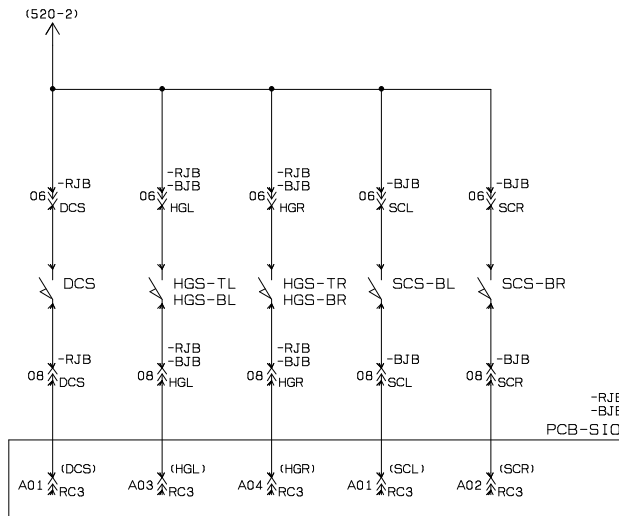 (520-2)
-RJB
06
DCS
-RJB
-BJB
06
HGL
-RJB
-BJB
06
HGR
-BJB
06
SCL
-BJB
06
SCR
DCS
HGS-TL
HGS-BL
HGS-TR
HGS-BR
SCS-BL
SCS-BR
-RJB
08
DCS
-RJB
-BJB
08
HGL
-RJB
-BJB
08
HGR
-BJB
08
SCL
-BJB
08
SCR
-RJB
-BJB
PCB-SIO
(DCS)
A01
RC3
(HGL)
A03
RC3
(HGR)
A04
RC3
(SCL)
A01
RC3
(SCR)
A02
RC3